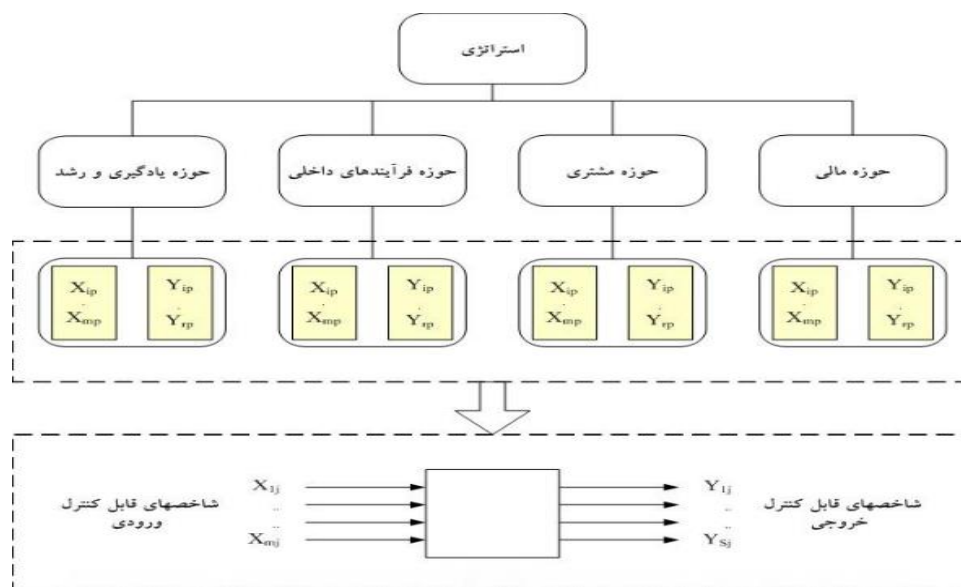 استراتژی
حوزه مالی
حوزه مشتری
حوزه فرآیندهای داخلی
حوزه یادگیری و رشد
X_ip Y_ip
. .
X_mp Y_rp
X_ip Y_ip
. .
X_mp Y_rp
X_ip Y_ip
. .
X_mp Y_rp
X_ip Y_ip
. .
X_mp Y_rp
شاخصهای قابل کنترل
ورودی
X_1j
..
..
X_mj
Y_1j
..
..
Y_Sj
شاخصهای قابل کنترل
خروجی